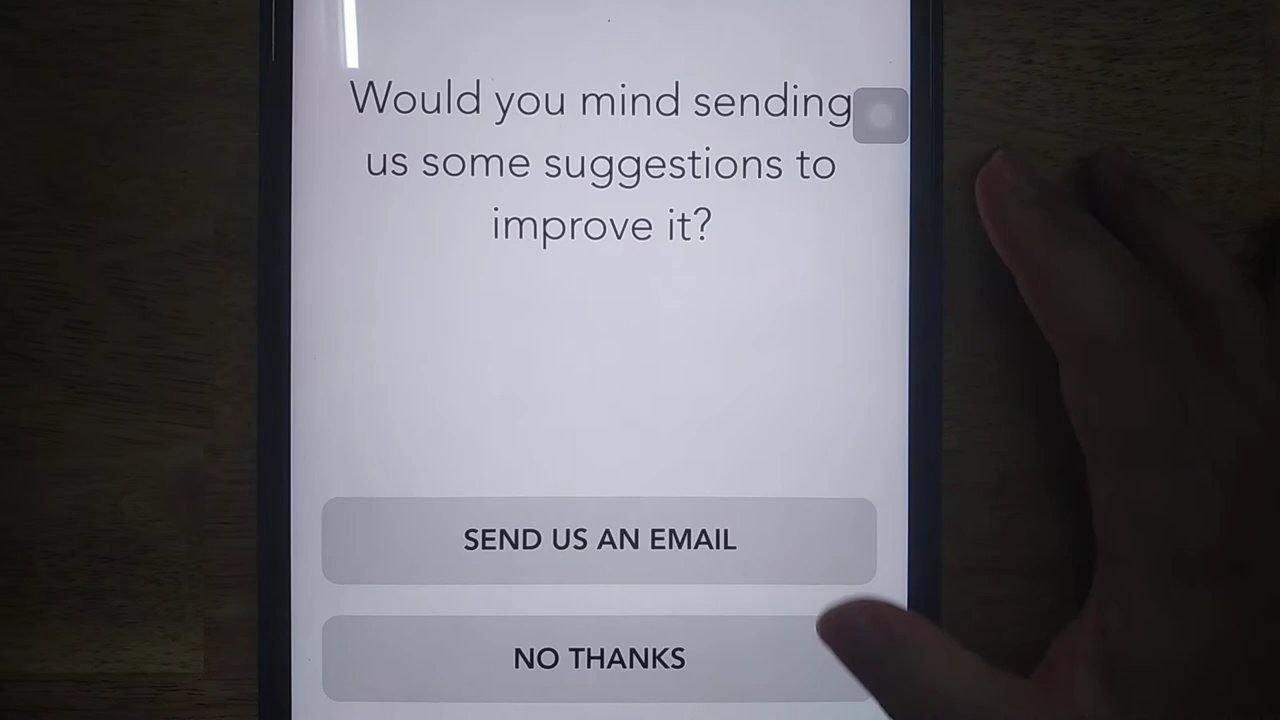 Would you mind sending
us some suggestions to
improve it?
SEND US AN EMAIL
NO THANKS